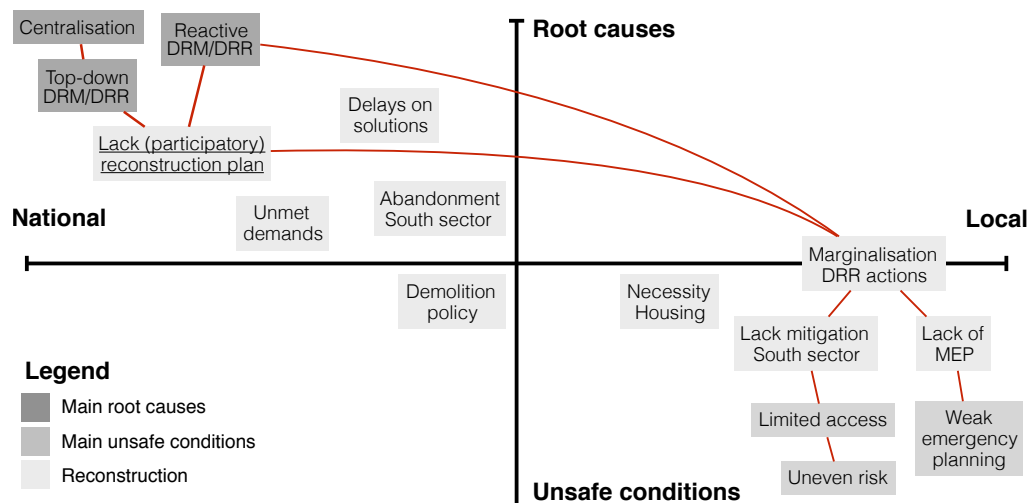 Centralisation
Reactive
DRM/DRR
Root causes
Top-down
DRM/DRR
Delays on
solutions
Lack (participatory)
reconstruction plan
National
Unmet
demands
Abandonment
South sector
Local
Marginalisation
DRR actions
Demolition
policy
Necessity
Housing
Lack mitigation
South sector
Lack of
MEP
Legend
Main root causes
Main unsafe conditions
Reconstruction
Limited access
Weak
emergency
planning
Uneven risk
Unsafe conditions